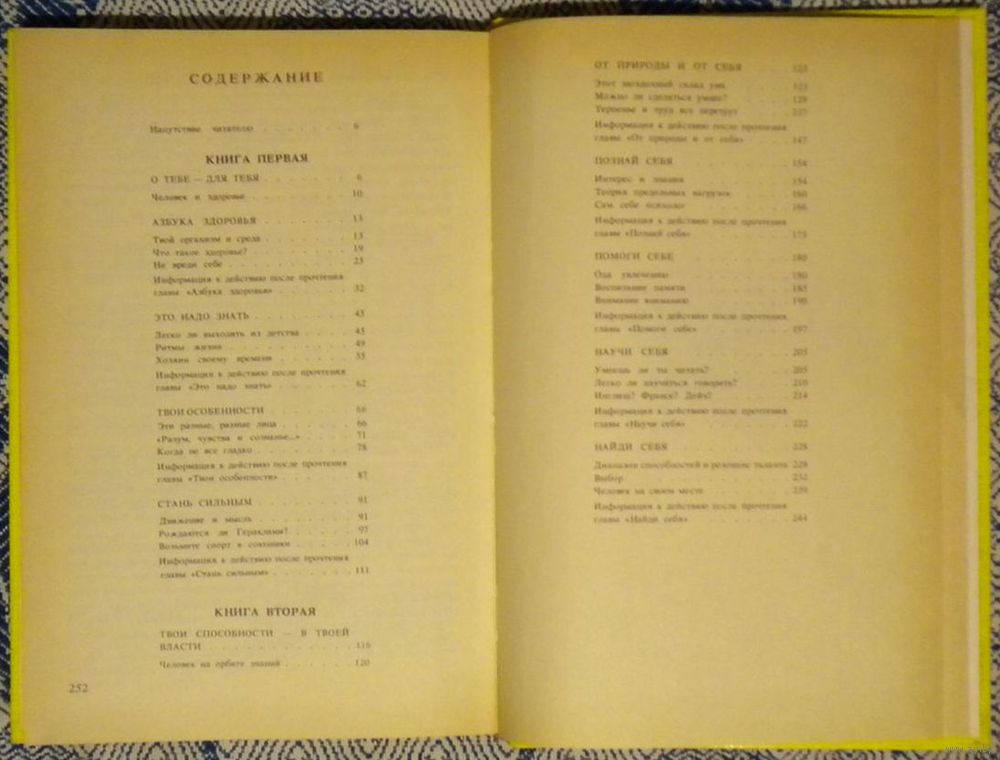 СОДЕРЖАНИЕ
Напутствие читателю . . . . . . . 6
КНИГА ПЕРВАЯ
О ТЕБЕ — ДЛЯ ТЕБЯ . . . . . . . 6
Человек и здоровье . . . . . . . 10
АЗБУКА ЗДОРОВЬЯ . . . . . . . 13
Твой организм и среда . . . . . . . 13
Что такое здоровье? . . . . . . . 19
Не вреди себе . . . . . . . 23
Информация к действию после прочтения
главы «Азбука здоровья» . . . . . . . 32
ЭТО НАДО ЗНАТЬ . . . . . . . 45
Легко ли выходить из детства . . . . 45
Ритмы жизни . . . . . . . 49
Хозяин своему времени . . . . . . 55
Информация к действию после прочтения
главы «Это надо знать» . . . . . . 62
ТВОИ ОСОБЕННОСТИ . . . . . . 66
Эти разные, разные лица . . . . . . 66
«Разум, чувства и сознанье...» . . . . 71
Когда не все гладко . . . . . . . 78
Информация к действию после прочтения
главы «Твои особенности» . . . . . . 87
СТАНЬ СИЛЬНЫМ . . . . . . . 91
Движение и мысль . . . . . . . 91
Рождаются ли Гераклами? . . . . . . 97
Возьмите спорт в союзники . . . . . 104
Информация к действию после прочтения
главы «Стань сильным» . . . . . . . 111
КНИГА ВТОРАЯ
ТВОИ СПОСОБНОСТИ — В ТВОЕЙ
ВЛАСТИ . . . . . . . 116
Человек на орбите знаний . . . . . . 120
252
ОТ ПРИРОДЫ И ОТ СЕБЯ . . . . 123
Этот загадочный склад ума . . . . 123
Можно ли сделаться умнее? . . . . 129
Терпение и труд все перетрут . . . . 137
Информация к действию после прочтения
главы «От природы и от себя» . . . . 147
ПОЗНАЙ СЕБЯ . . . . . . . 154
Интерес и знания . . . . . . . 154
Теория предельных нагрузок . . . . 160
Сам себе психолог . . . . . . . 166
Информация к действию после прочтения
главы «Познай себя» . . . . . . . 175
ПОМОГИ СЕБЕ . . . . . . . 180
Ода увлечению . . . . . . . 180
Воспитание памяти . . . . . . . 185
Внимание вниманию . . . . . . . 190
Информация к действию после прочтения
главы «Помоги себе» . . . . . . . 197
НАУЧИ СЕБЯ . . . . . . . 205
Умеешь ли ты читать? . . . . . . 205
Легко ли научиться говорить? . . . . 210
Инглиш? Франсе? Дойч? . . . . . . 214
Информация к действию после прочтения
главы «Научи себя» . . . . . . . 222
НАЙДИ СЕБЯ . . . . . . . 228
Диапазон способностей и резонанс таланта 228
Выбор . . . . . . . 232
Человек на своем месте . . . . . . 239
Информация к действию после прочтения
главы «Найди себя» . . . . . . . 244